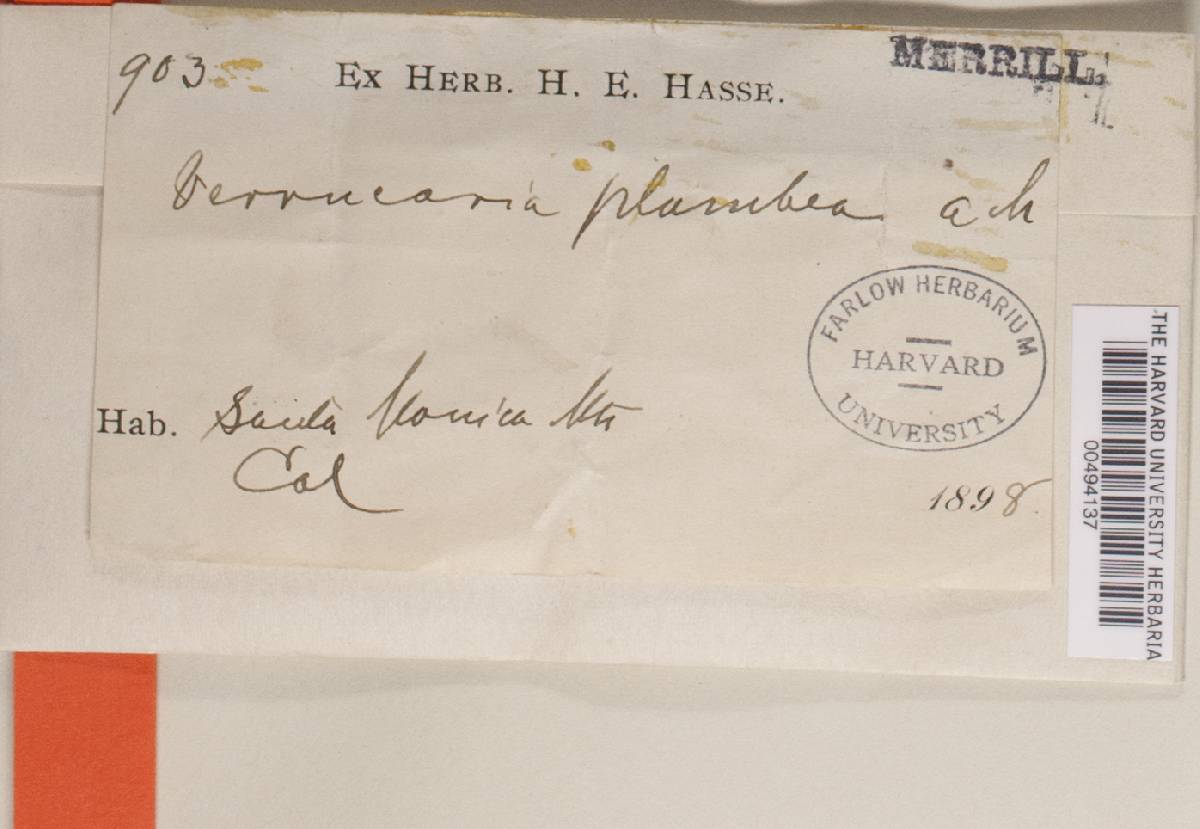 903
EX HERB. H. E. HASSE.
MERRILL.
Verrucaria plumbea ach
FARLOW HERBARIUM
HARVARD
UNIVERSITY
Hab. Santa Monica Mts
Cal
1898.
THE HARVARD UNIVERSITY HERBARIA
00494137